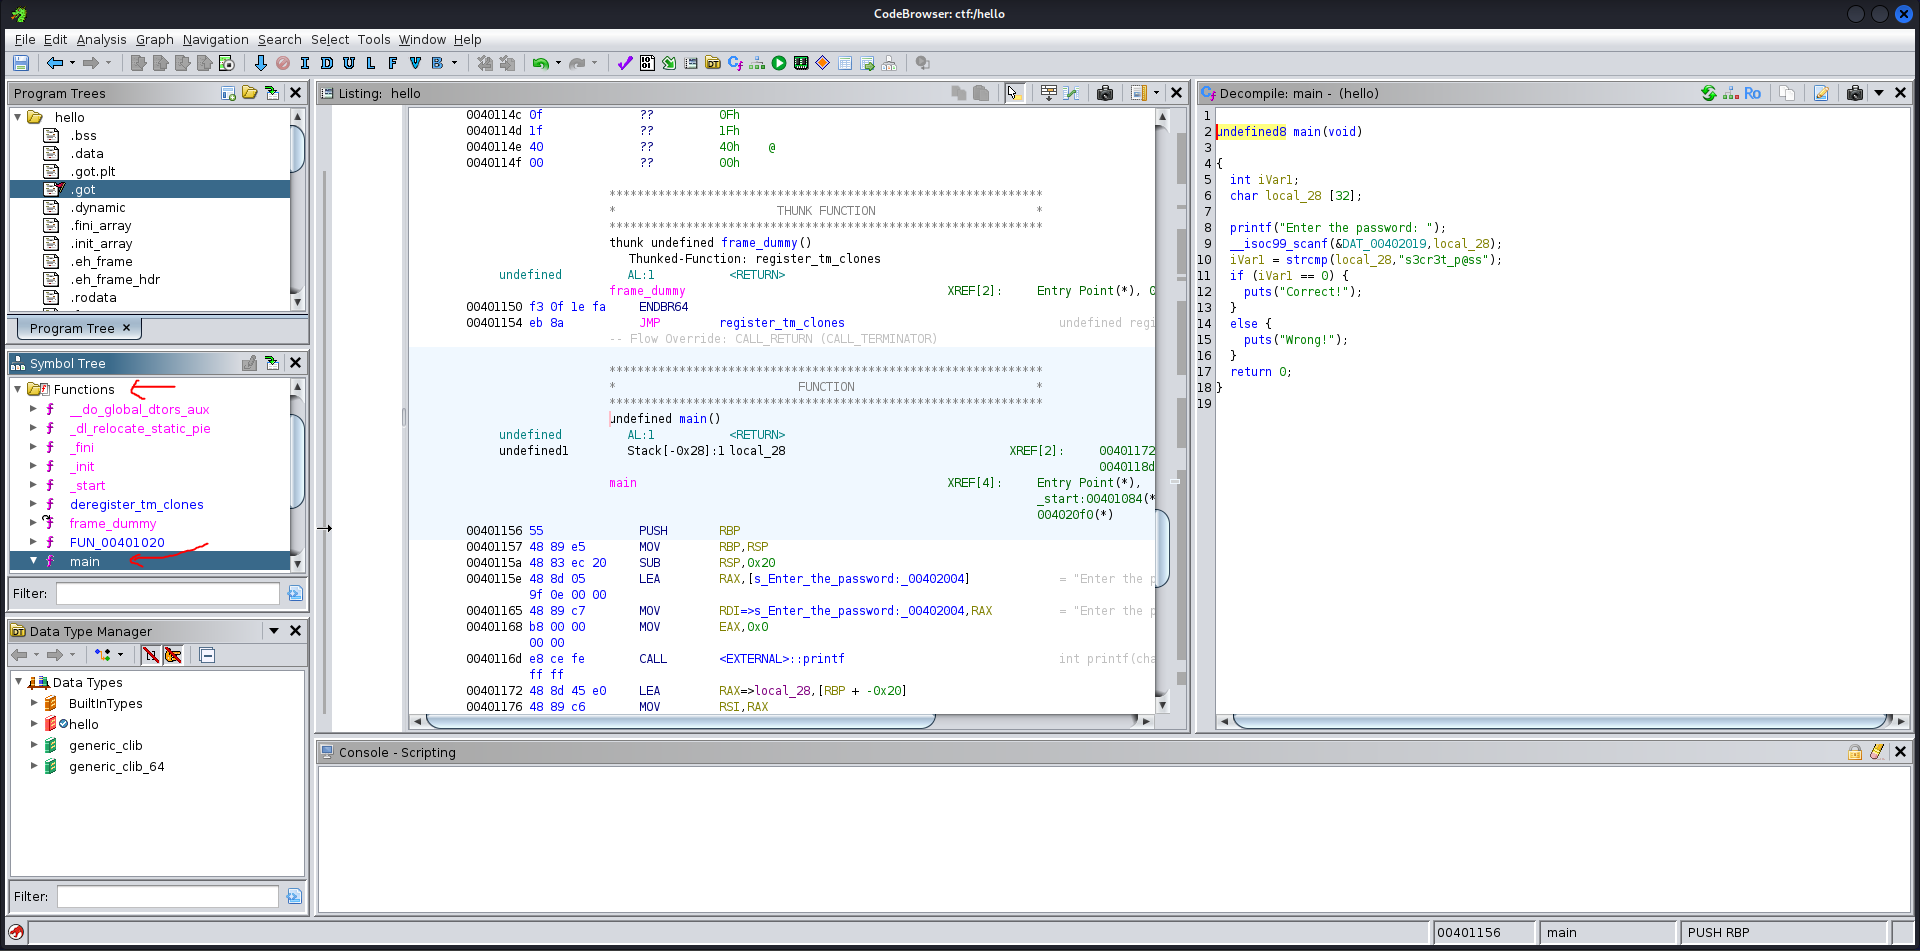 CodeBrowser: ctf:/hello
File Edit Analysis Graph Navigation Search Select Tools Window Help
I D U L F V B
Program Trees
hello
.bss
.data
.got.plt
.got
.dynamic
.fini_array
.init_array
.eh_frame
.eh_frame_hdr
.rodata
Program Tree ×
Symbol Tree
Functions
__do_global_dtors_aux
_dl_relocate_static_pie
_fini
_init
_start
deregister_tm_clones
frame_dummy
FUN_00401020
main
Filter:
Data Type Manager
Data Types
BuiltInTypes
hello
generic_clib
generic_clib_64
Filter:
Listing: hello
0040114c 0f ?? 0Fh
0040114d 1f ?? 1Fh
0040114e 40 ?? 40h @
0040114f 00 ?? 00h
**************************************************************
* THUNK FUNCTION *
**************************************************************
thunk undefined frame_dummy()
Thunked-Function: register_tm_clones
undefined AL:1 <RETURN>
frame_dummy XREF[2]: Entry Point(*), 0
00401150 f3 0f 1e fa ENDBR64
00401154 eb 8a JMP register_tm_clones undefined regi
-- Flow Override: CALL_RETURN (CALL_TERMINATOR)
**************************************************************
* FUNCTION *
**************************************************************
undefined main()
undefined AL:1 <RETURN>
undefined1 Stack[-0x28]:1 local_28 XREF[2]: 00401172
0040118d
main XREF[4]: Entry Point(*),
_start:00401084(*
004020f0(*)
00401156 55 PUSH RBP
00401157 48 89 e5 MOV RBP,RSP
0040115a 48 83 ec 20 SUB RSP,0x20
0040115e 48 8d 05 LEA RAX,[s_Enter_the_password:_00402004] = "Enter the p
9f 0e 00 00
00401165 48 89 c7 MOV RDI=>s_Enter_the_password:_00402004,RAX = "Enter the p
00401168 b8 00 00 MOV EAX,0x0
00 00
0040116d e8 ce fe CALL <EXTERNAL>::printf int printf(cha
ff ff
00401172 48 8d 45 e0 LEA RAX=>local_28,[RBP + -0x20]
00401176 48 89 c6 MOV RSI,RAX
Decompile: main - (hello)
Ro
1
2 undefined8 main(void)
3
4 {
5 int iVar1;
6 char local_28 [32];
7
8 printf("Enter the password: ");
9 __isoc99_scanf(&DAT_00402019,local_28);
10 iVar1 = strcmp(local_28,"s3cr3t_p@ss");
11 if (iVar1 == 0) {
12 puts("Correct!");
13 }
14 else {
15 puts("Wrong!");
16 }
17 return 0;
18 }
19
Console - Scripting
00401156 main PUSH RBP